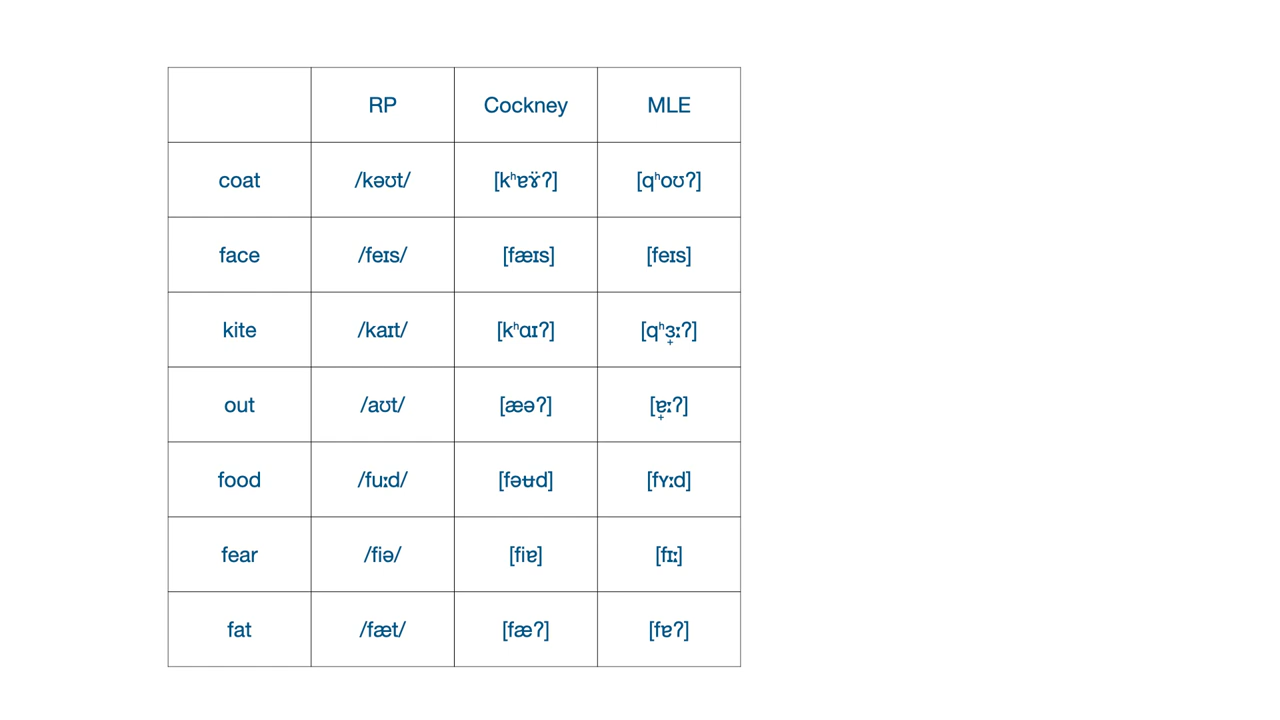 RP Cockney MLE
coat /kəʊt/ [kʰɐɤ̈ʔ] [qʰoʊʔ]
face /feɪs/ [fæɪs] [feɪs]
kite /kaɪt/ [kʰɑɪʔ] [qʰɜ̟ːʔ]
out /aʊt/ [æəʔ] [ɐ̟ːʔ]
food /fuːd/ [fəʉd] [fʏːd]
fear /fiə/ [fiɐ] [fɪː]
fat /fæt/ [fæʔ] [fɐʔ]